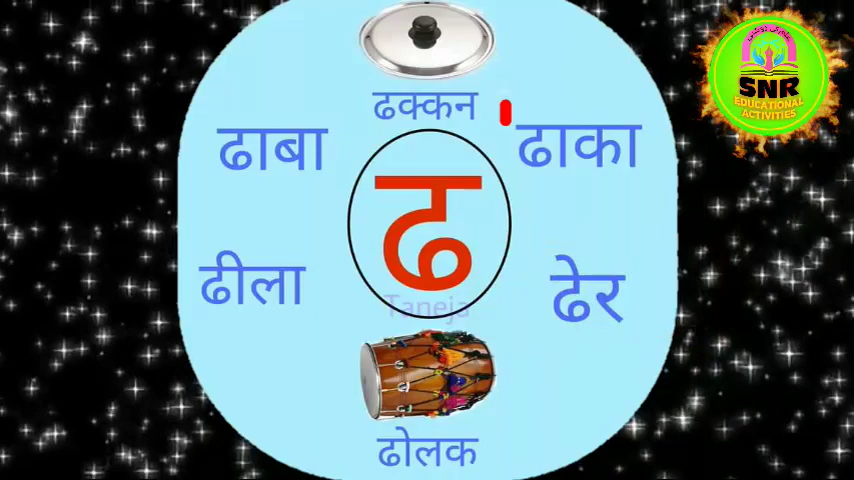 ढक्कन
ढाबा
ढाका
ढ
ढीला
ढेर
Taneja
ढोलक
SNR
EDUCATIONAL
ACTIVITIES